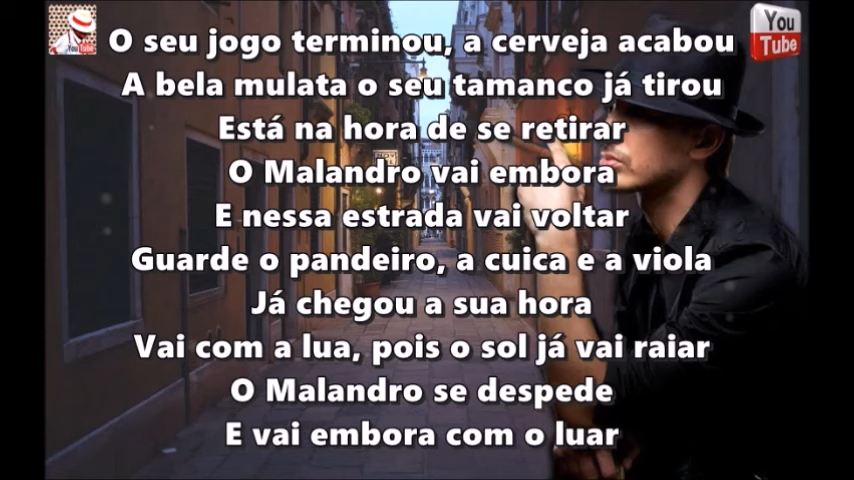 O seu jogo terminou, a cerveja acabou
A bela mulata o seu tamanco já tirou
Está na hora de se retirar
O Malandro vai embora
E nessa estrada vai voltar
Guarde o pandeiro, a cuica e a viola
Já chegou a sua hora
Vai com a lua, pois o sol já vai raiar
O Malandro se despede
E vai embora com o luar
You
Tube
You Tube